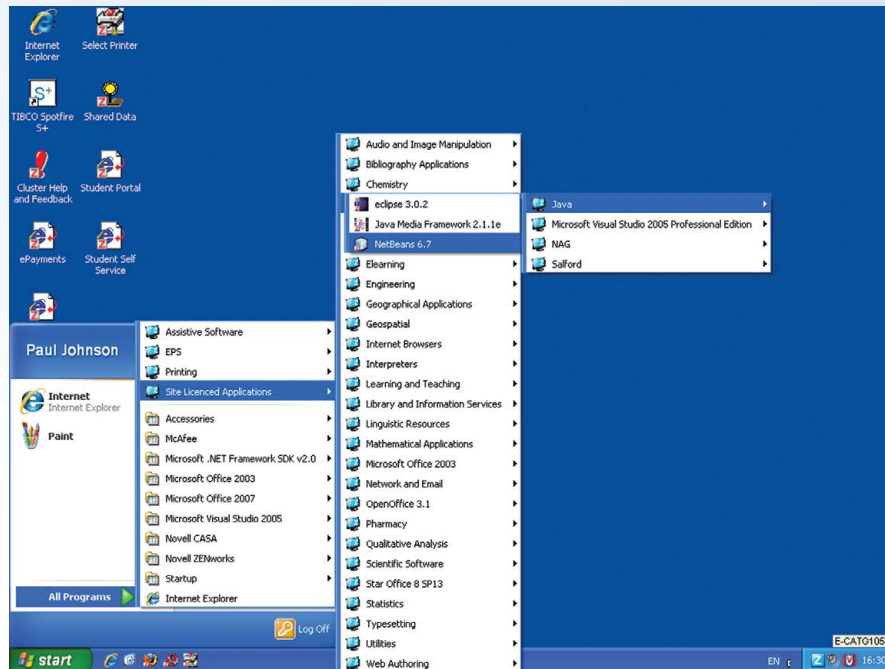 Internet
Explorer
Select Printer
TIBCO Spotfire
S+
Shared Data
Cluster Help
and Feedback
Student Portal
ePayments
Student Self
Service
Paul Johnson
Internet
Internet Explorer
Paint
All Programs
Log Off
Assistive Software
EPS
Printing
Site Licenced Applications
Accessories
McAfee
Microsoft .NET Framework SDK v2.0
Microsoft Office 2003
Microsoft Office 2007
Microsoft Visual Studio 2005
Novell CASA
Novell ZENworks
Startup
Internet Explorer
Audio and Image Manipulation
Bibliography Applications
Chemistry
eclipse 3.0.2
Java Media Framework 2.1.1e
NetBeans 6.7
Elearning
Engineering
Geographical Applications
Geospatial
Internet Browsers
Interpreters
Learning and Teaching
Library and Information Services
Linguistic Resources
Mathematical Applications
Microsoft Office 2003
Network and Email
OpenOffice 3.1
Pharmacy
Qualitative Analysis
Scientific Software
Star Office 8 SP13
Statistics
Typesetting
Utilities
Web Authoring
Java
Microsoft Visual Studio 2005 Professional Edition
NAG
Salford
E-CATG105
start
EN